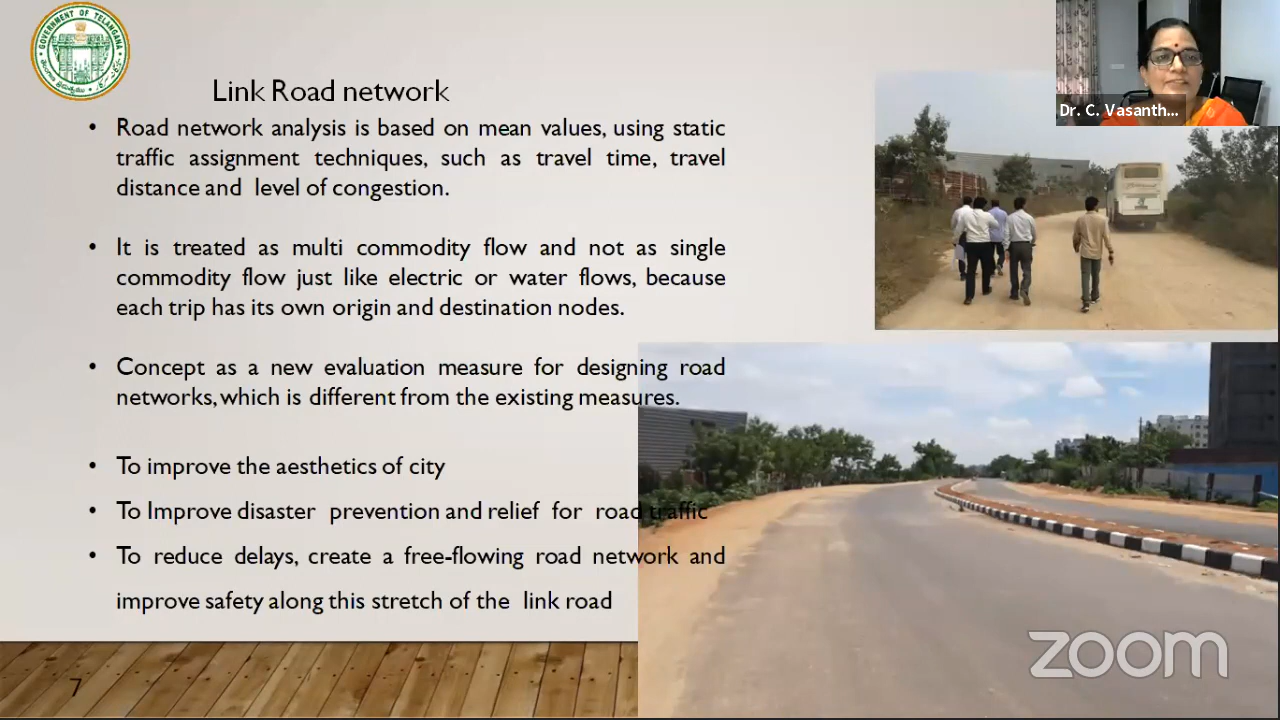 GOVERNMENT OF TELANGANA
Link Road network
• Road network analysis is based on mean values, using static
traffic assignment techniques, such as travel time, travel
distance and level of congestion.
• It is treated as multi commodity flow and not as single
commodity flow just like electric or water flows, because
each trip has its own origin and destination nodes.
• Concept as a new evaluation measure for designing road
networks, which is different from the existing measures.
• To improve the aesthetics of city
• To Improve disaster prevention and relief for road traffic
• To reduce delays, create a free-flowing road network and
improve safety along this stretch of the link road
7
Dr. C. Vasanth...
zoom